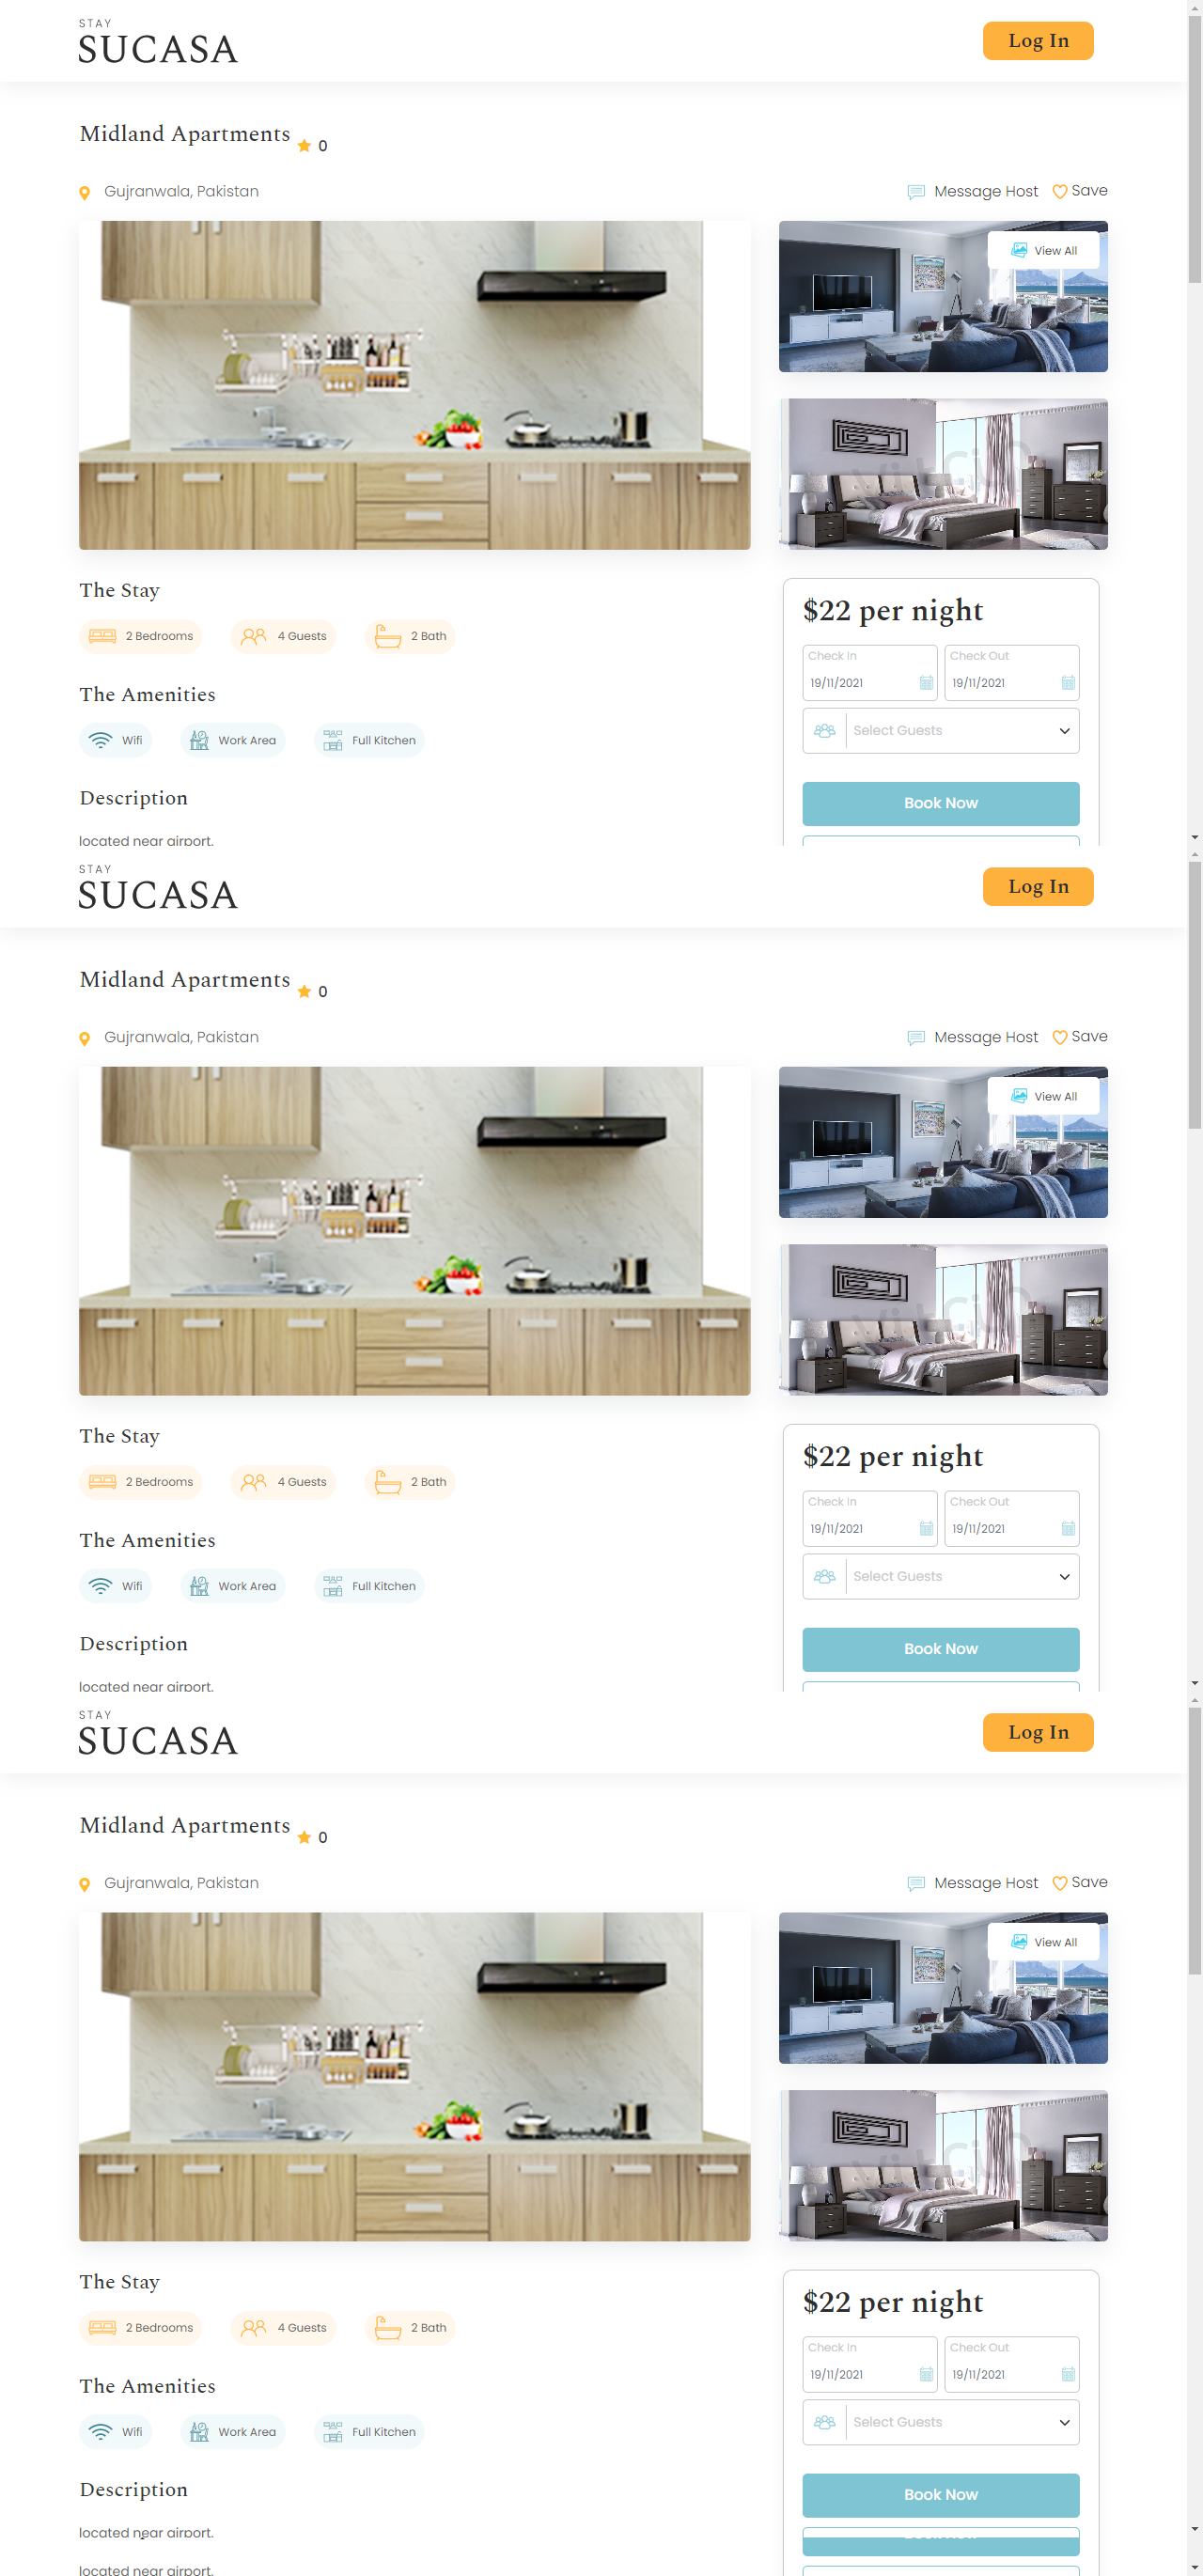 STAY
SUCASA
Log In
Midland Apartments 0
Gujranwala, Pakistan
Message Host Save
View All
The Stay
2 Bedrooms 4 Guests 2 Bath
The Amenities
Wifi Work Area Full Kitchen
Description
located near airport.
$22 per night
Check In Check Out
19/11/2021 19/11/2021
Select Guests
Book Now
STAY
SUCASA
Log In
Midland Apartments 0
Gujranwala, Pakistan
Message Host Save
View All
The Stay
2 Bedrooms 4 Guests 2 Bath
The Amenities
Wifi Work Area Full Kitchen
Description
located near airport.
$22 per night
Check In Check Out
19/11/2021 19/11/2021
Select Guests
Book Now
STAY
SUCASA
Log In
Midland Apartments 0
Gujranwala, Pakistan
Message Host Save
View All
The Stay
2 Bedrooms 4 Guests 2 Bath
The Amenities
Wifi Work Area Full Kitchen
Description
located near airport.
located near airport.
$22 per night
Check In Check Out
19/11/2021 19/11/2021
Select Guests
Book Now